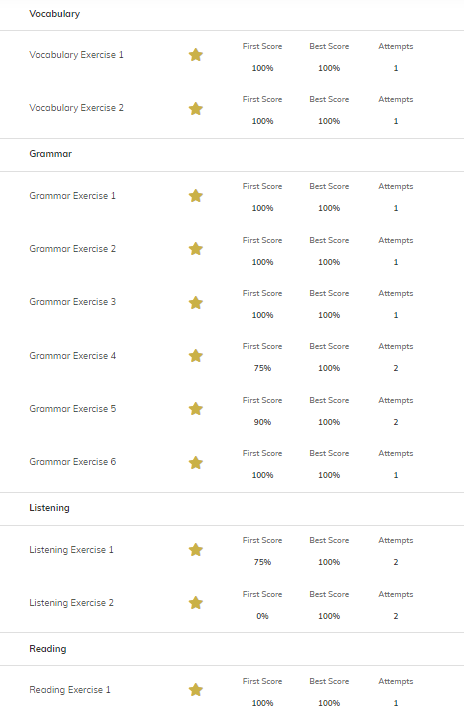 Vocabulary
Vocabulary Exercise 1
First Score Best Score Attempts
100% 100% 1
Vocabulary Exercise 2
First Score Best Score Attempts
100% 100% 1
Grammar
Grammar Exercise 1
First Score Best Score Attempts
100% 100% 1
Grammar Exercise 2
First Score Best Score Attempts
100% 100% 1
Grammar Exercise 3
First Score Best Score Attempts
100% 100% 1
Grammar Exercise 4
First Score Best Score Attempts
75% 100% 2
Grammar Exercise 5
First Score Best Score Attempts
90% 100% 2
Grammar Exercise 6
First Score Best Score Attempts
100% 100% 1
Listening
Listening Exercise 1
First Score Best Score Attempts
75% 100% 2
Listening Exercise 2
First Score Best Score Attempts
0% 100% 2
Reading
Reading Exercise 1
First Score Best Score Attempts
100% 100% 1